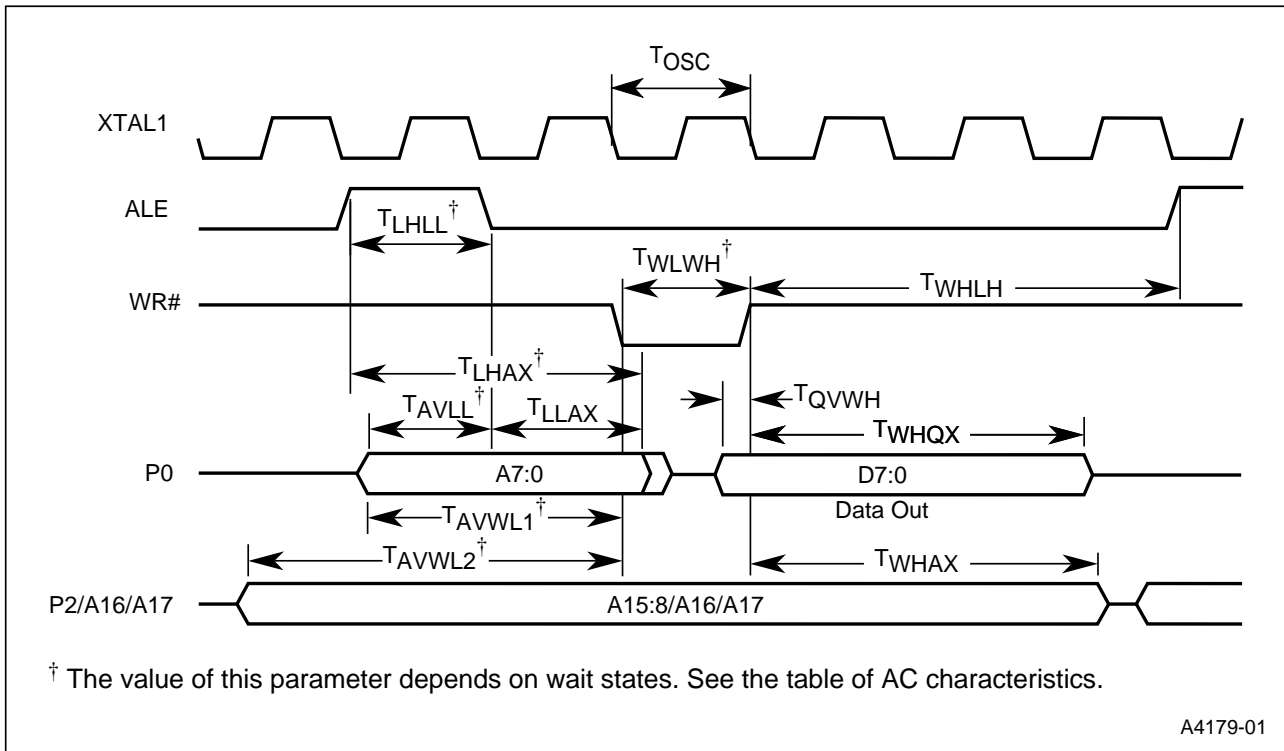 TOSC
XTAL1
ALE
TLHLL†
TWLWH†
WR#
TWHLH
TLHAX†
TAVLL†
TLLAX
TQVWH
TWHQX
P0
A7:0
D7:0
Data Out
TAVWL1†
TAVWL2†
TWHAX
P2/A16/A17
A15:8/A16/A17
† The value of this parameter depends on wait states. See the table of AC characteristics.
A4179-01